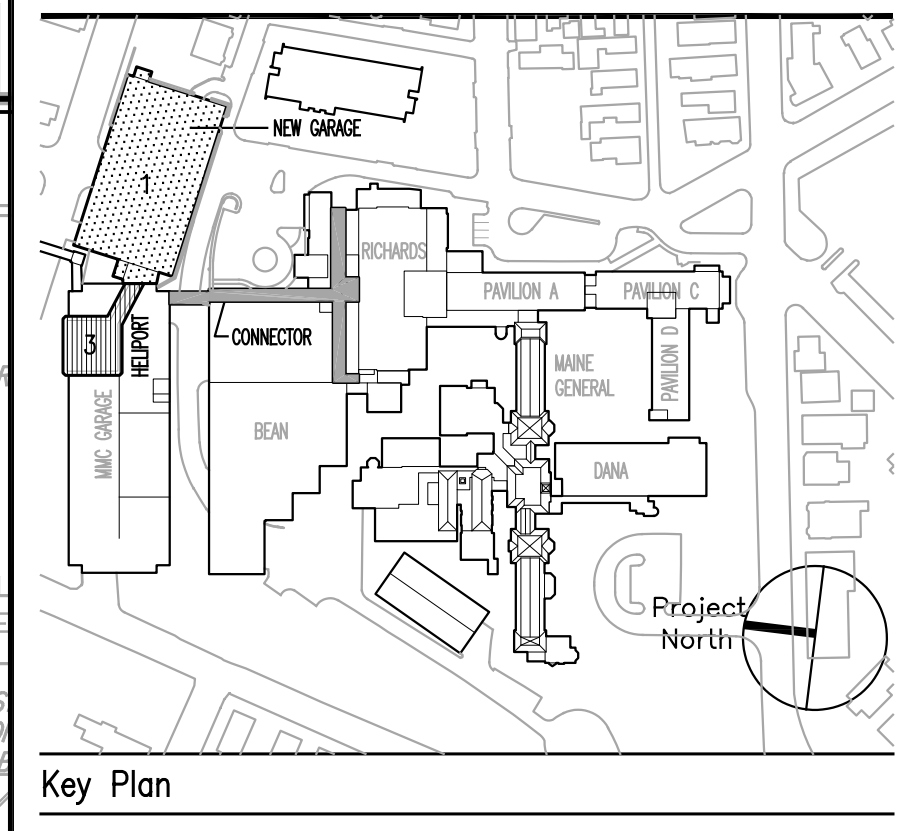 NEW GARAGE
1
RICHARDS
PAVILION A
PAVILION C
CONNECTOR
HELIPORT
3
MAINE
GENERAL
PAVILION D
MMC GARAGE
BEAN
DANA
Project
North
Key Plan